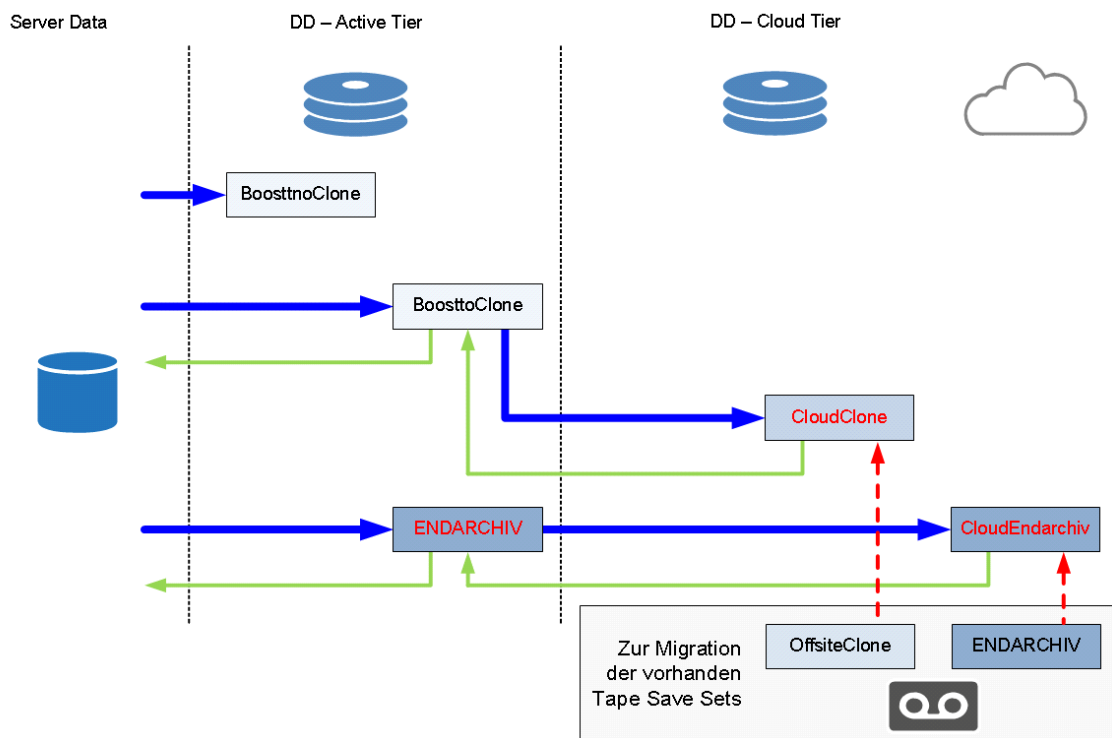 Server Data
DD – Active Tier
DD – Cloud Tier
BoosttnoClone
BoosttoClone
CloudClone
ENDARCHIV
CloudEndarchiv
Zur Migration
der vorhanden
Tape Save Sets
OffsiteClone
ENDARCHIV